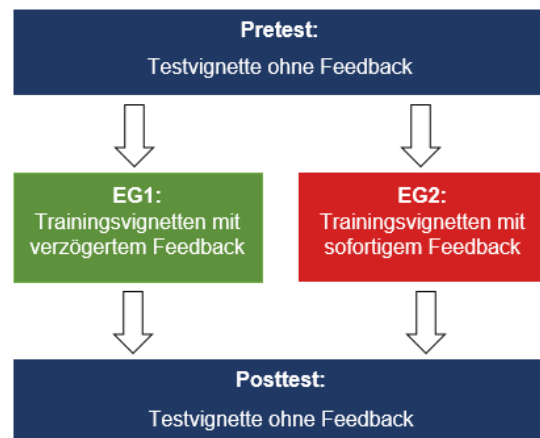 Pretest:
Testvignette ohne Feedback
EG1:
Trainingsvignetten mit
verzögertem Feedback
EG2:
Trainingsvignetten mit
sofortigem Feedback
Posttest:
Testvignette ohne Feedback